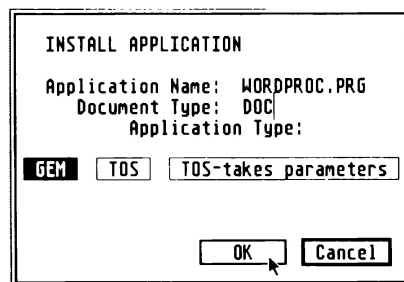 INSTALL APPLICATION
Application Name: WORDPROC.PRG
Document Type: DOC
Application Type:
GEM TOS TOS-takes parameters
OK Cancel